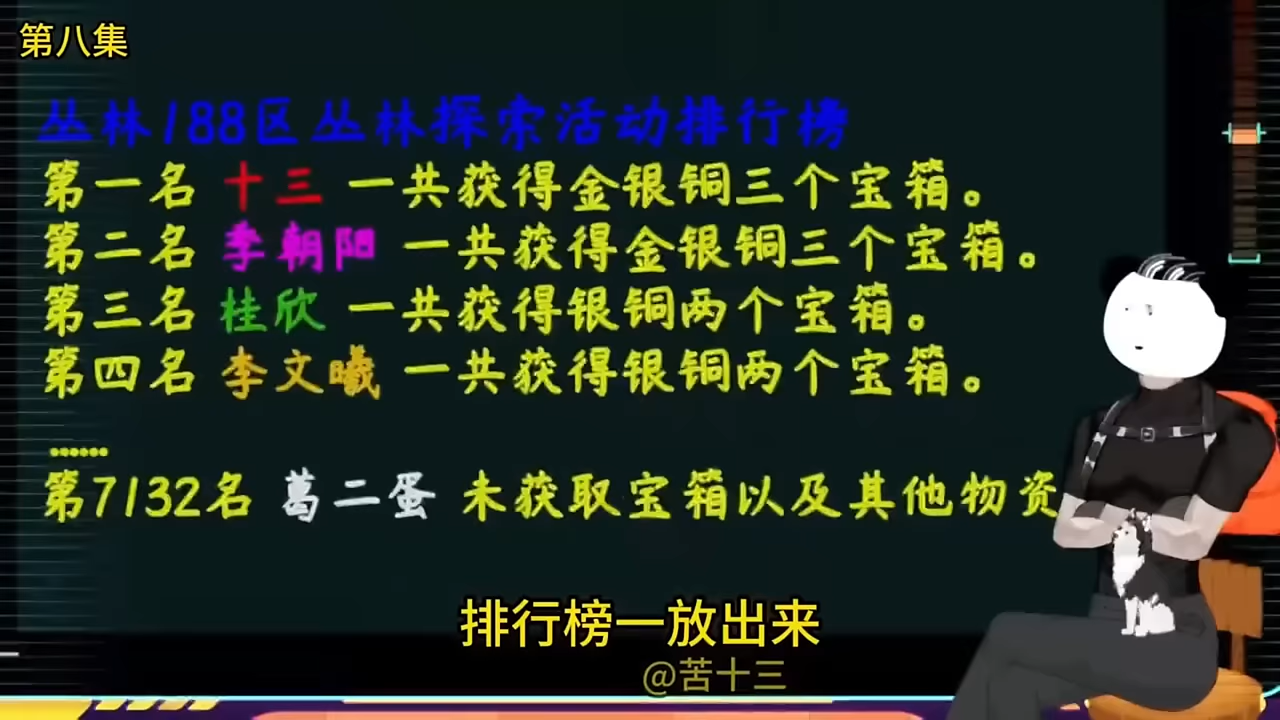 第八集
丛林188区丛林探索活动排行榜
第一名 十三 一共获得金银铜三个宝箱。
第二名 李朝阳 一共获得金银铜三个宝箱。
第三名 桂欣 一共获得银铜两个宝箱。
第四名 李文曦 一共获得银铜两个宝箱。
......
第7132名 葛二蛋 未获取宝箱以及其他物资
排行榜一放出来
@苦十三